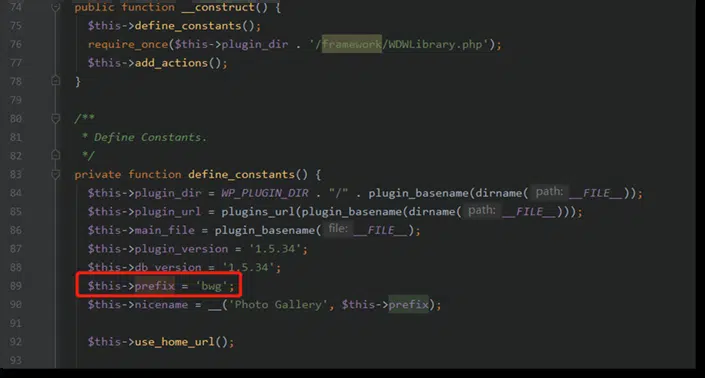 74 public function __construct() {
75 $this->define_constants();
76 require_once($this->plugin_dir . '/framework/WDWLibrary.php');
77 $this->add_actions();
78 }
79
80 /**
81 * Define Constants.
82 */
83 private function define_constants() {
84 $this->plugin_dir = WP_PLUGIN_DIR . "/" . plugin_basename(dirname( path: __FILE__));
85 $this->plugin_url = plugins_url(plugin_basename(dirname( path: __FILE__)));
86 $this->main_file = plugin_basename( file: __FILE__);
87 $this->plugin_version = '1.5.34';
88 $this->db_version = '1.5.34';
89 $this->prefix = 'bwg';
90 $this->nicename = __('Photo Gallery', $this->prefix);
91
92 $this->use_home_url();
93